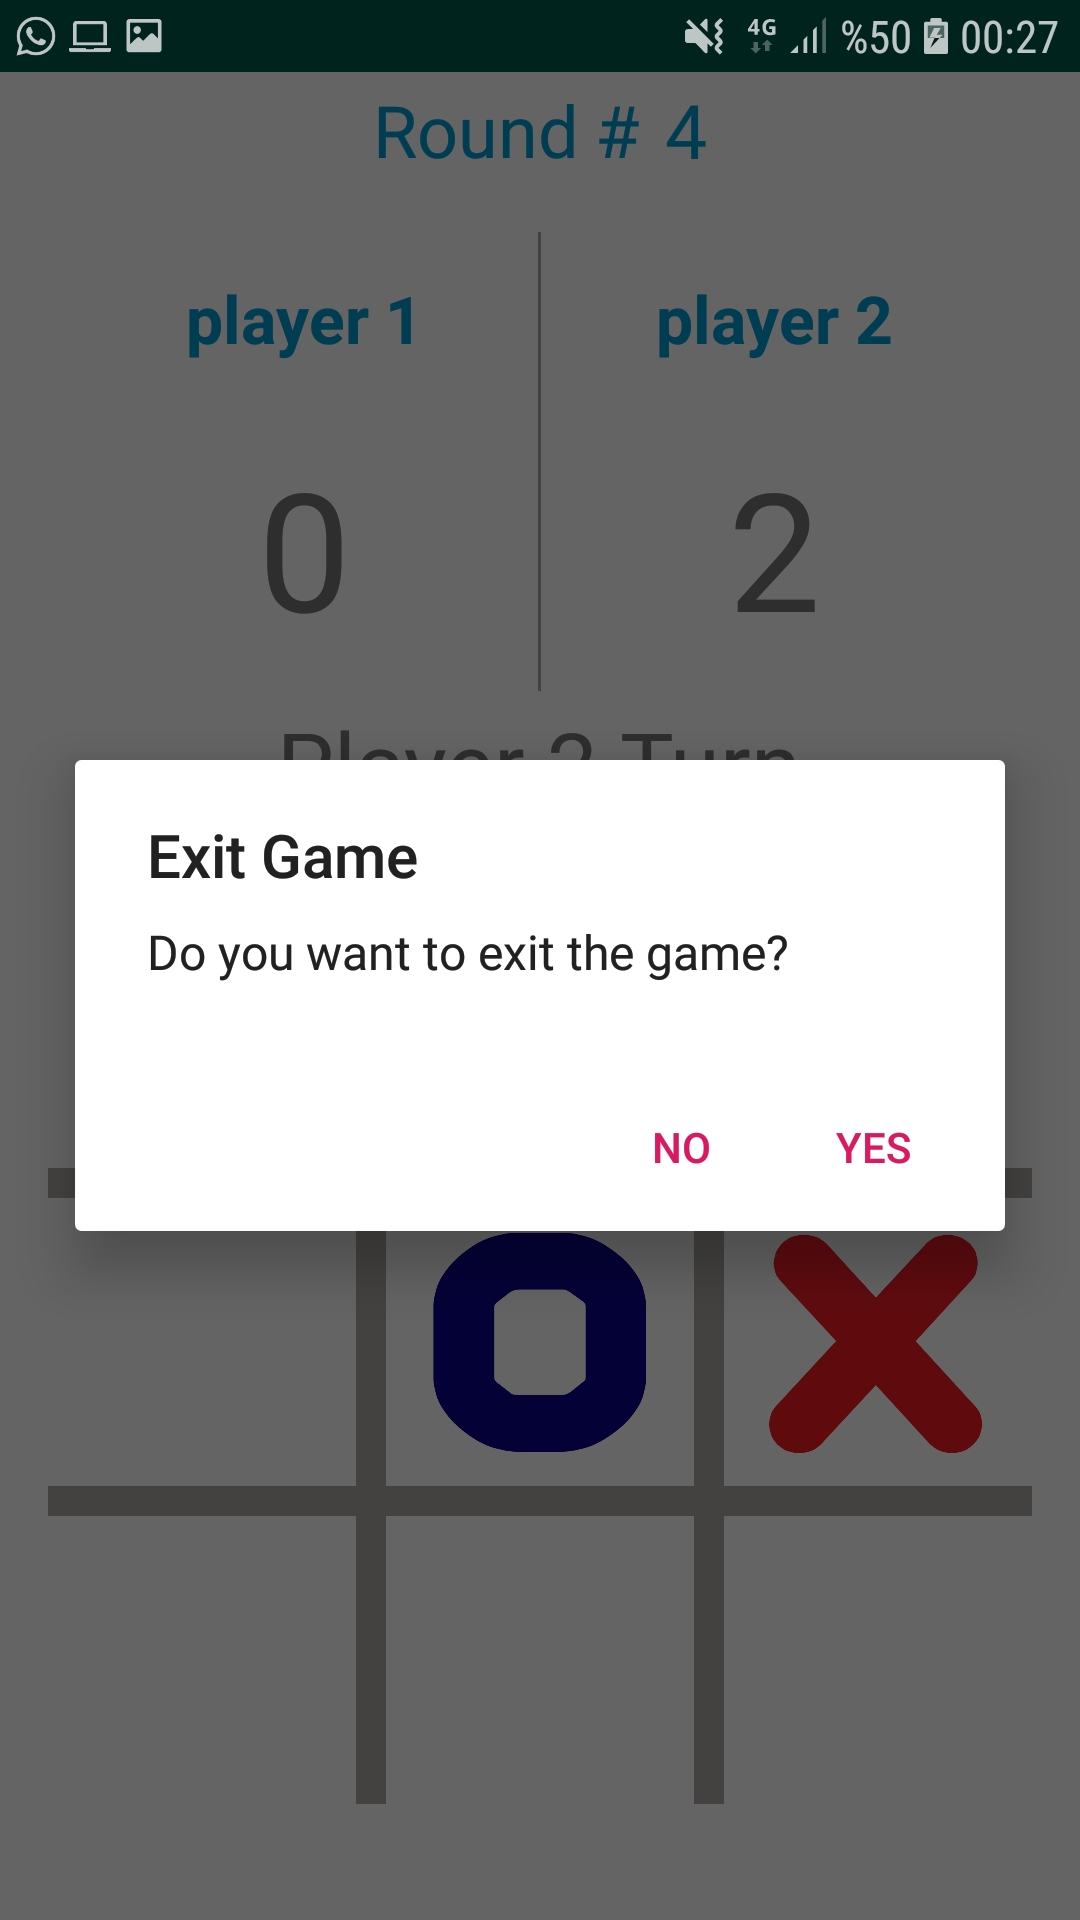 4G %50 00:27
Round # 4
player 1 player 2
0 2
Player 2 Turn
Exit Game
Do you want to exit the game?
NO YES
O X